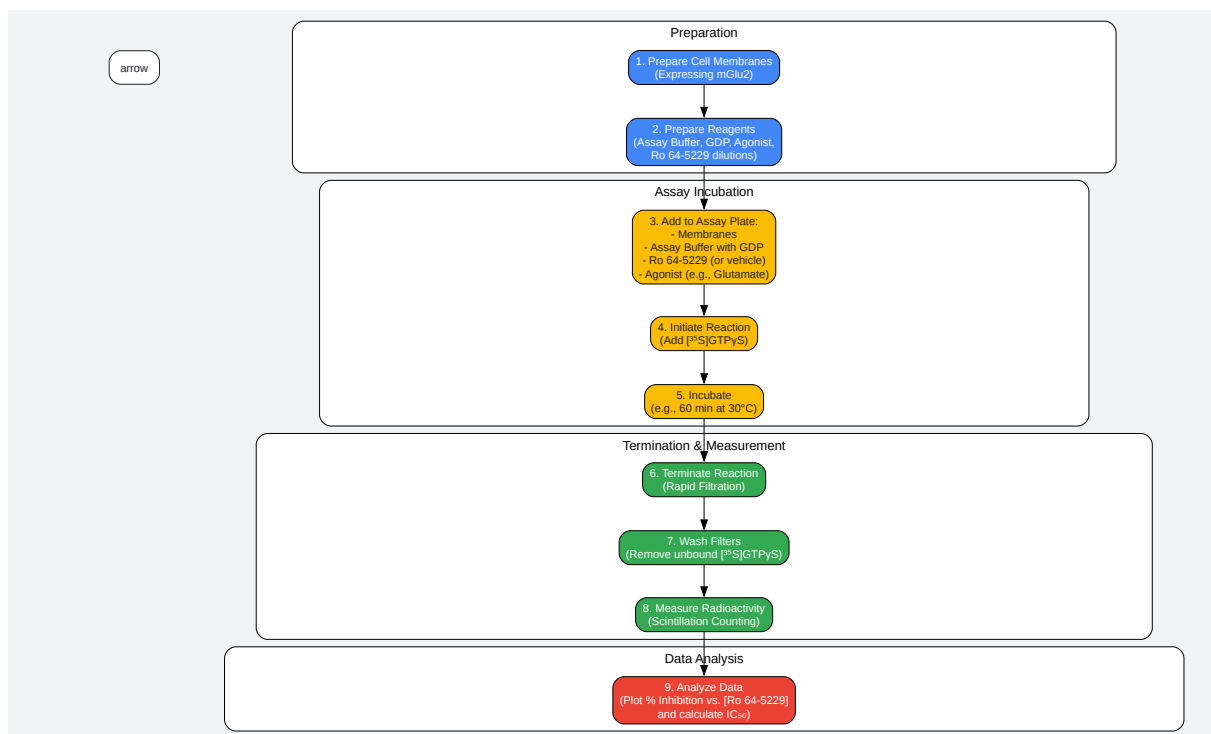 Preparation
arrow
1. Prepare Cell Membranes
(Expressing mGlu2)
2. Prepare Reagents
(Assay Buffer, GDP, Agonist,
Ro 64-5229 dilutions)
Assay Incubation
3. Add to Assay Plate:
- Membranes
- Assay Buffer with GDP
- Ro 64-5229 (or vehicle)
- Agonist (e.g., Glutamate)
4. Initiate Reaction
(Add [³⁵S]GTPγS)
5. Incubate
(e.g., 60 min at 30°C)
Termination & Measurement
6. Terminate Reaction
(Rapid Filtration)
7. Wash Filters
(Remove unbound [³⁵S]GTPγS)
8. Measure Radioactivity
(Scintillation Counting)
Data Analysis
9. Analyze Data
(Plot % Inhibition vs. [Ro 64-5229]
and calculate IC₅₀)